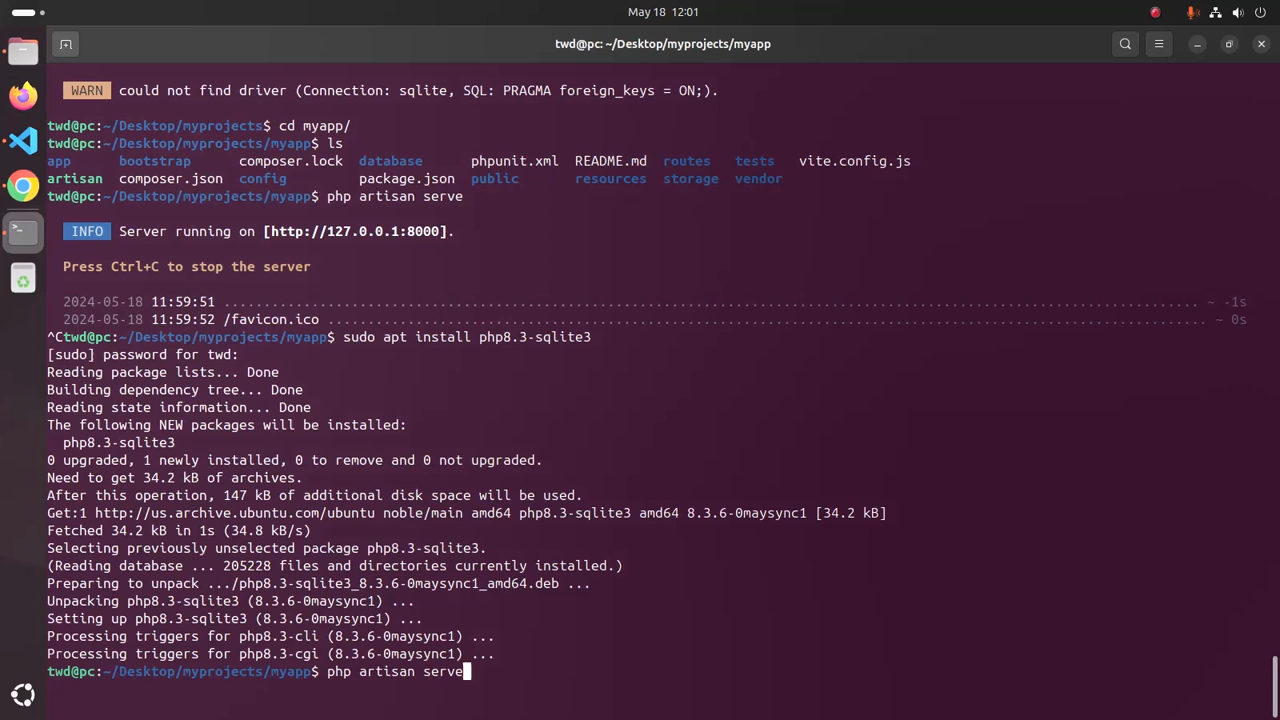 May 18 12:01
twd@pc: ~/Desktop/myprojects/myapp
WARN could not find driver (Connection: sqlite, SQL: PRAGMA foreign_keys = ON;).
twd@pc:~/Desktop/myprojects$ cd myapp/
twd@pc:~/Desktop/myprojects/myapp$ ls
app bootstrap composer.lock database phpunit.xml README.md routes tests vite.config.js
artisan composer.json config package.json public resources storage vendor
twd@pc:~/Desktop/myprojects/myapp$ php artisan serve
INFO Server running on [http://127.0.0.1:8000].
Press Ctrl+C to stop the server
2024-05-18 11:59:51 .......................................................................................................................... ~ -1s
2024-05-18 11:59:52 /favicon.ico .............................................................................................................. ~ 0s
^Ctwd@pc:~/Desktop/myprojects/myapp$ sudo apt install php8.3-sqlite3
[sudo] password for twd:
Reading package lists... Done
Building dependency tree... Done
Reading state information... Done
The following NEW packages will be installed:
php8.3-sqlite3
0 upgraded, 1 newly installed, 0 to remove and 0 not upgraded.
Need to get 34.2 kB of archives.
After this operation, 147 kB of additional disk space will be used.
Get:1 http://us.archive.ubuntu.com/ubuntu noble/main amd64 php8.3-sqlite3 amd64 8.3.6-0maysync1 [34.2 kB]
Fetched 34.2 kB in 1s (34.8 kB/s)
Selecting previously unselected package php8.3-sqlite3.
(Reading database ... 205228 files and directories currently installed.)
Preparing to unpack .../php8.3-sqlite3_8.3.6-0maysync1_amd64.deb ...
Unpacking php8.3-sqlite3 (8.3.6-0maysync1) ...
Setting up php8.3-sqlite3 (8.3.6-0maysync1) ...
Processing triggers for php8.3-cli (8.3.6-0maysync1) ...
Processing triggers for php8.3-cgi (8.3.6-0maysync1) ...
twd@pc:~/Desktop/myprojects/myapp$ php artisan serve